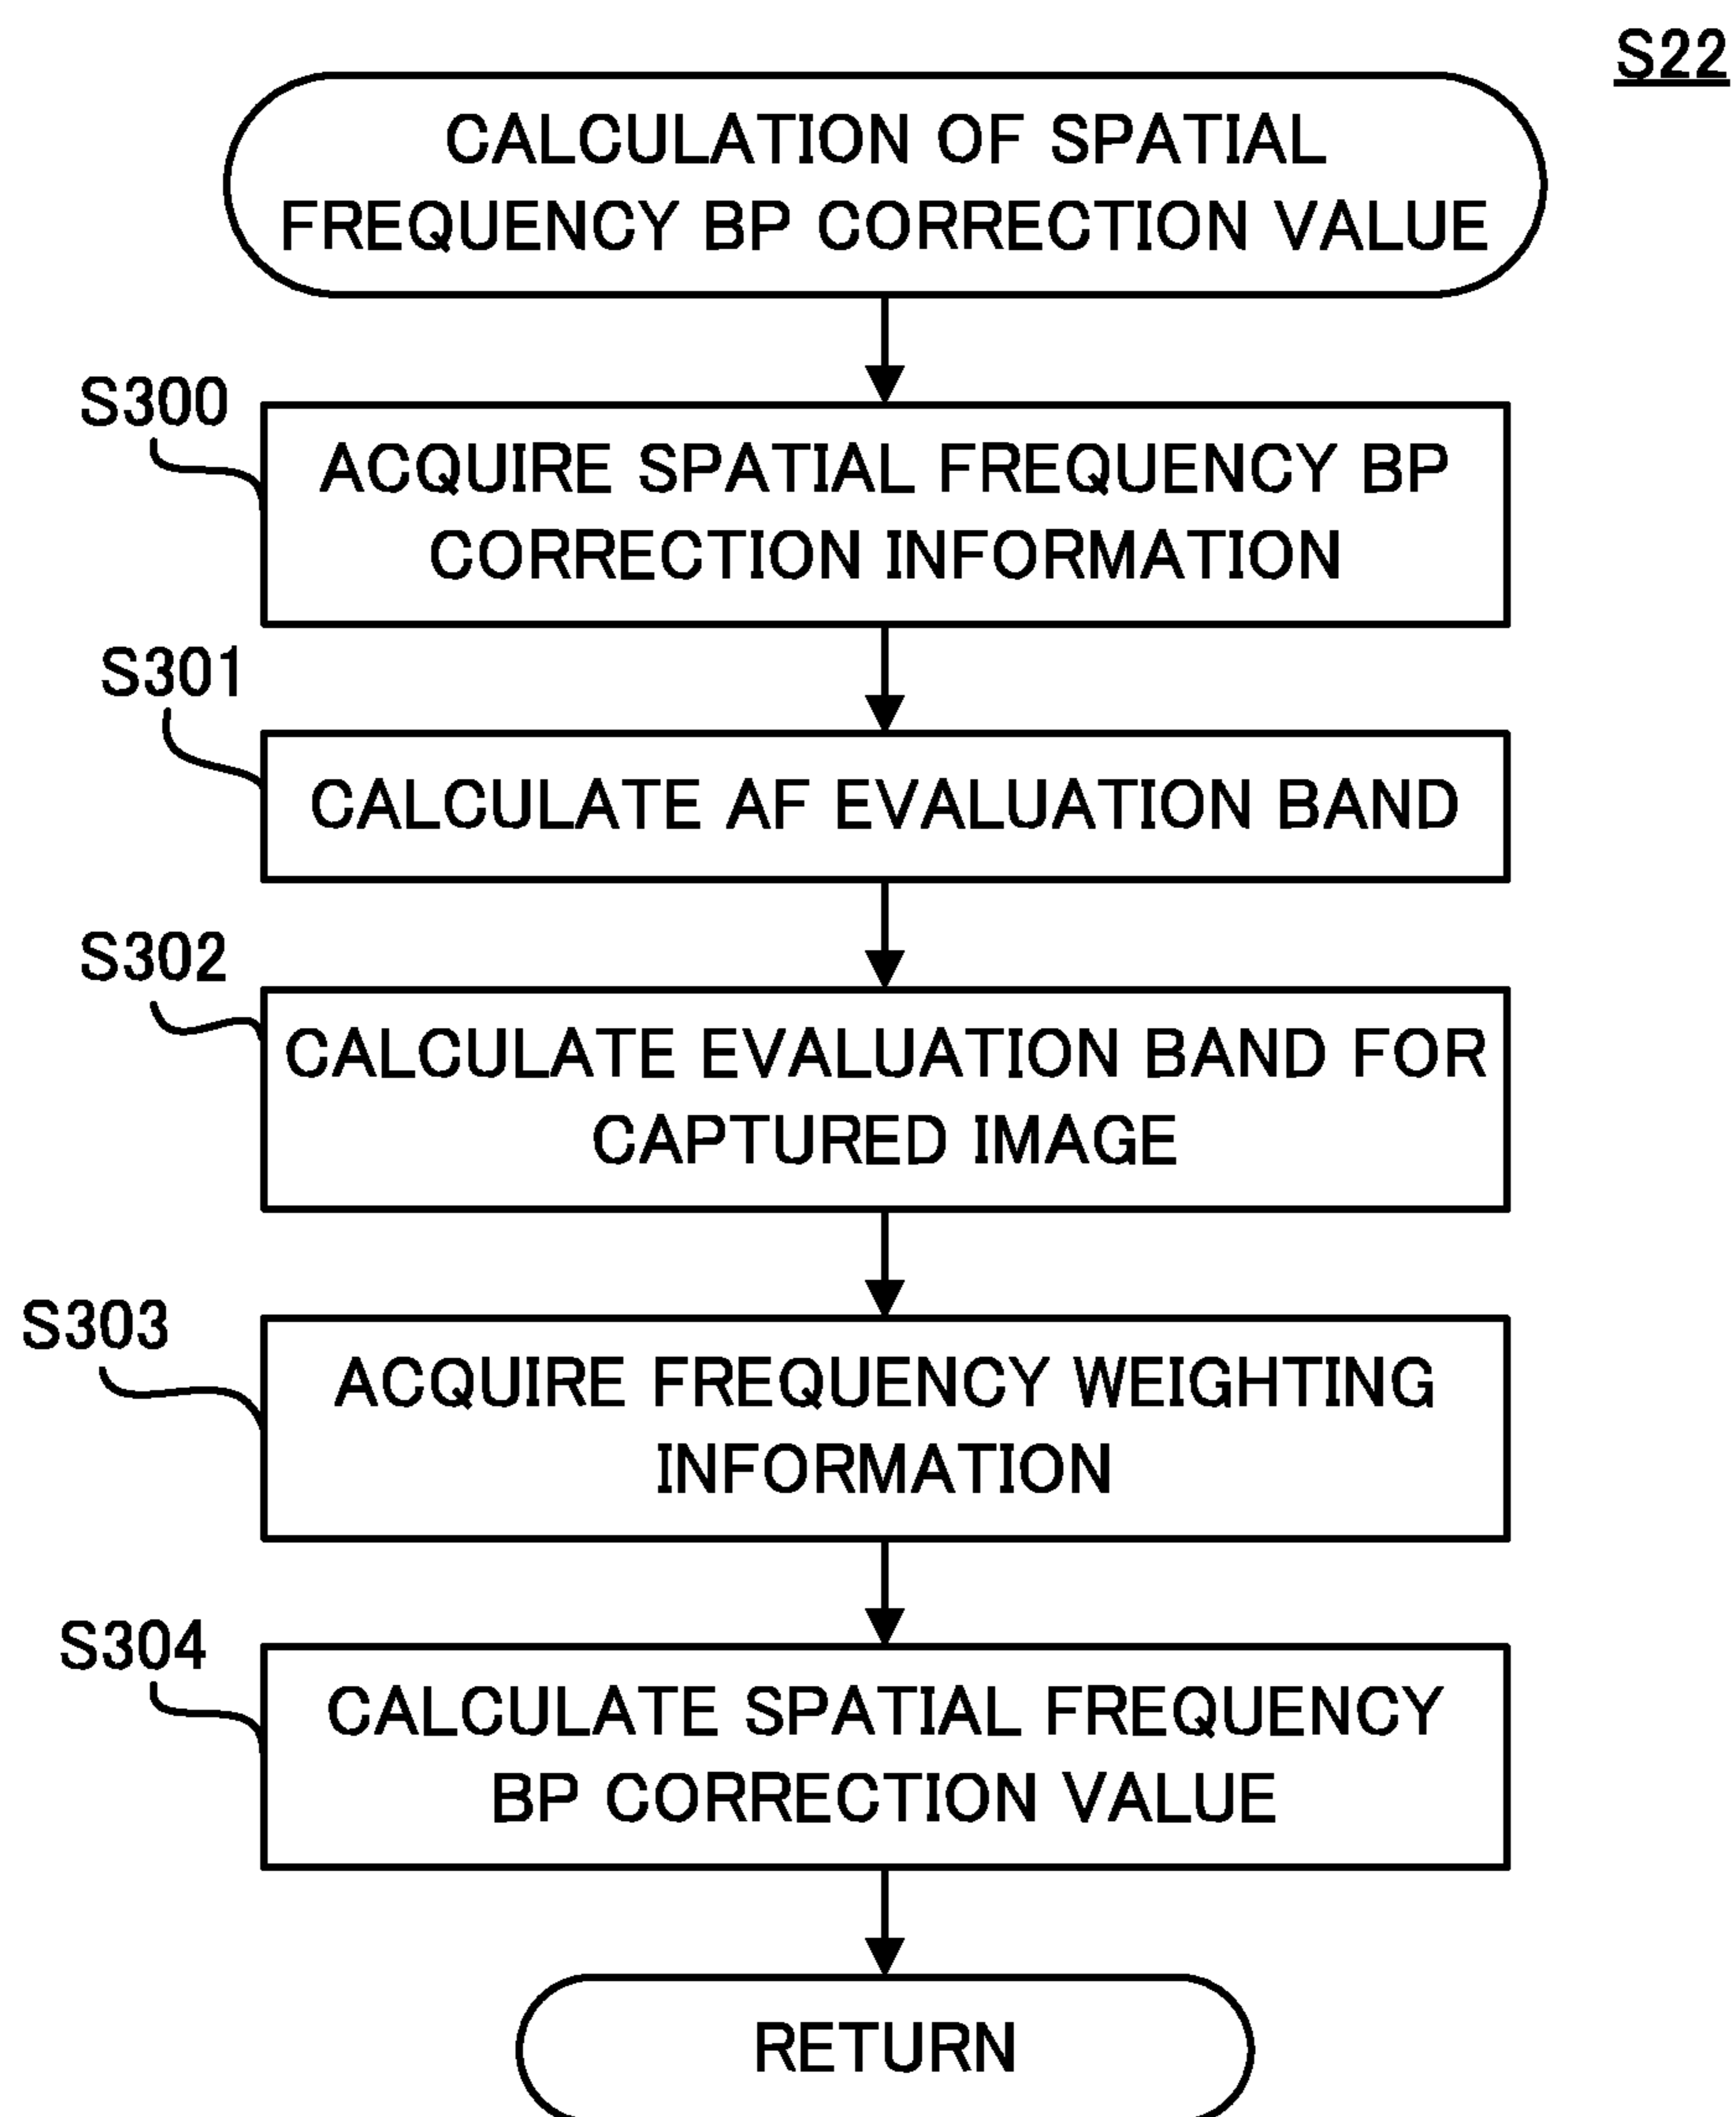 S22
CALCULATION OF SPATIAL
FREQUENCY BP CORRECTION VALUE
S300
ACQUIRE SPATIAL FREQUENCY BP
CORRECTION INFORMATION
S301
CALCULATE AF EVALUATION BAND
S302
CALCULATE EVALUATION BAND FOR
CAPTURED IMAGE
S303
ACQUIRE FREQUENCY WEIGHTING
INFORMATION
S304
CALCULATE SPATIAL FREQUENCY
BP CORRECTION VALUE
RETURN